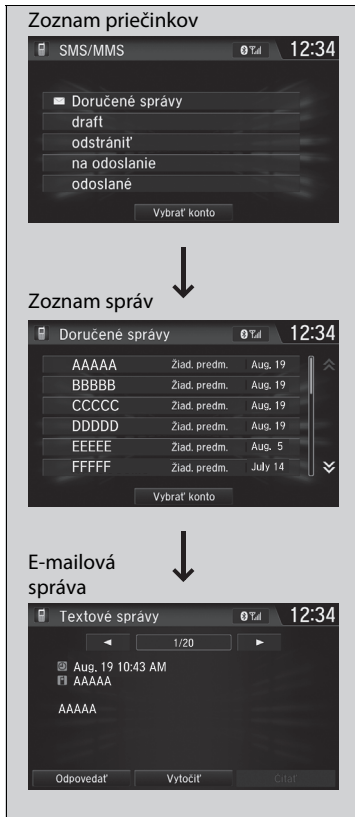 Zoznam priečinkov
SMS/MMS 12:34
Doručené správy
draft
odstrániť
na odoslanie
odoslané
Vybrať konto
Zoznam správ
Doručené správy 12:34
AAAAA Žiad. predm. Aug. 19
BBBBB Žiad. predm. Aug. 19
CCCCC Žiad. predm. Aug. 19
DDDDD Žiad. predm. Aug. 19
EEEEE Žiad. predm. Aug. 5
FFFFF Žiad. predm. July 14
Vybrať konto
E-mailová
správa
Textové správy 12:34
1/20
Aug. 19 10:43 AM
AAAAA
AAAAA
Odpovedať Vytočiť Čítať